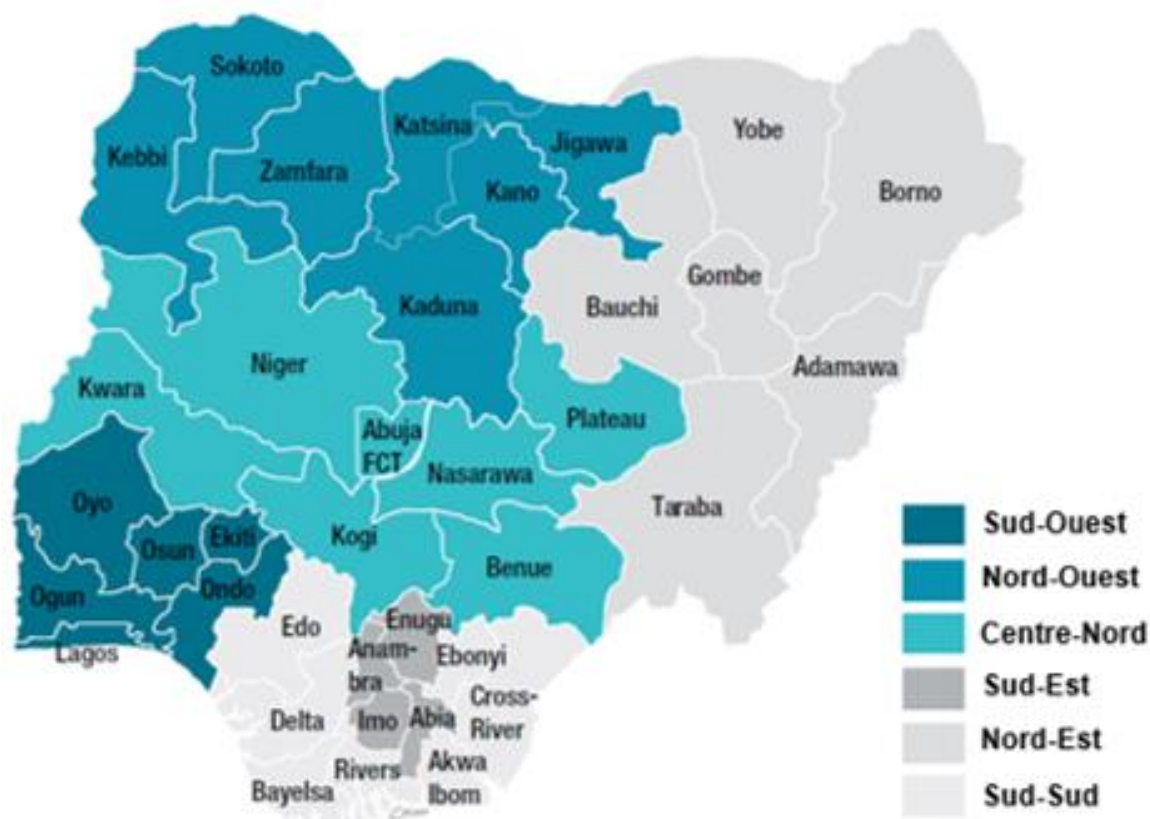 Sokoto
Katsina
Kebbi
Zamfara
Jigawa
Kano
Yobe
Borno
Kaduna
Bauchi
Gombe
Adamawa
Niger
Kwara
Abuja
FCT
Plateau
Nasarawa
Taraba
Oyo
Osun
Ekiti
Kogi
Benue
Ogun
Ondo
Lagos
Edo
Enugu
Anam-
bra
Ebonyi
Delta
Imo
Abia
Cross-
River
Bayelsa
Rivers
Akwa
Ibom
Sud-Ouest
Nord-Ouest
Centre-Nord
Sud-Est
Nord-Est
Sud-Sud